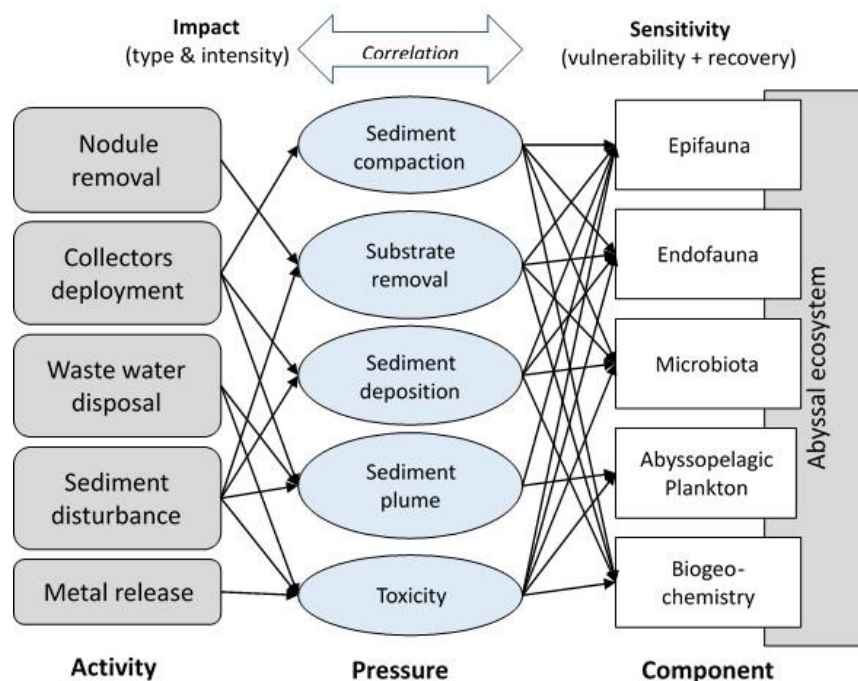 Impact
(type & intensity)
Correlation
Sensitivity
(vulnerability + recovery)
Nodule
removal
Collectors
deployment
Waste water
disposal
Sediment
disturbance
Metal release
Sediment
compaction
Substrate
removal
Sediment
deposition
Sediment
plume
Toxicity
Epifauna
Endofauna
Microbiota
Abyssopelagic
Plankton
Biogeo-
chemistry
Abyssal ecosystem
Activity
Pressure
Component